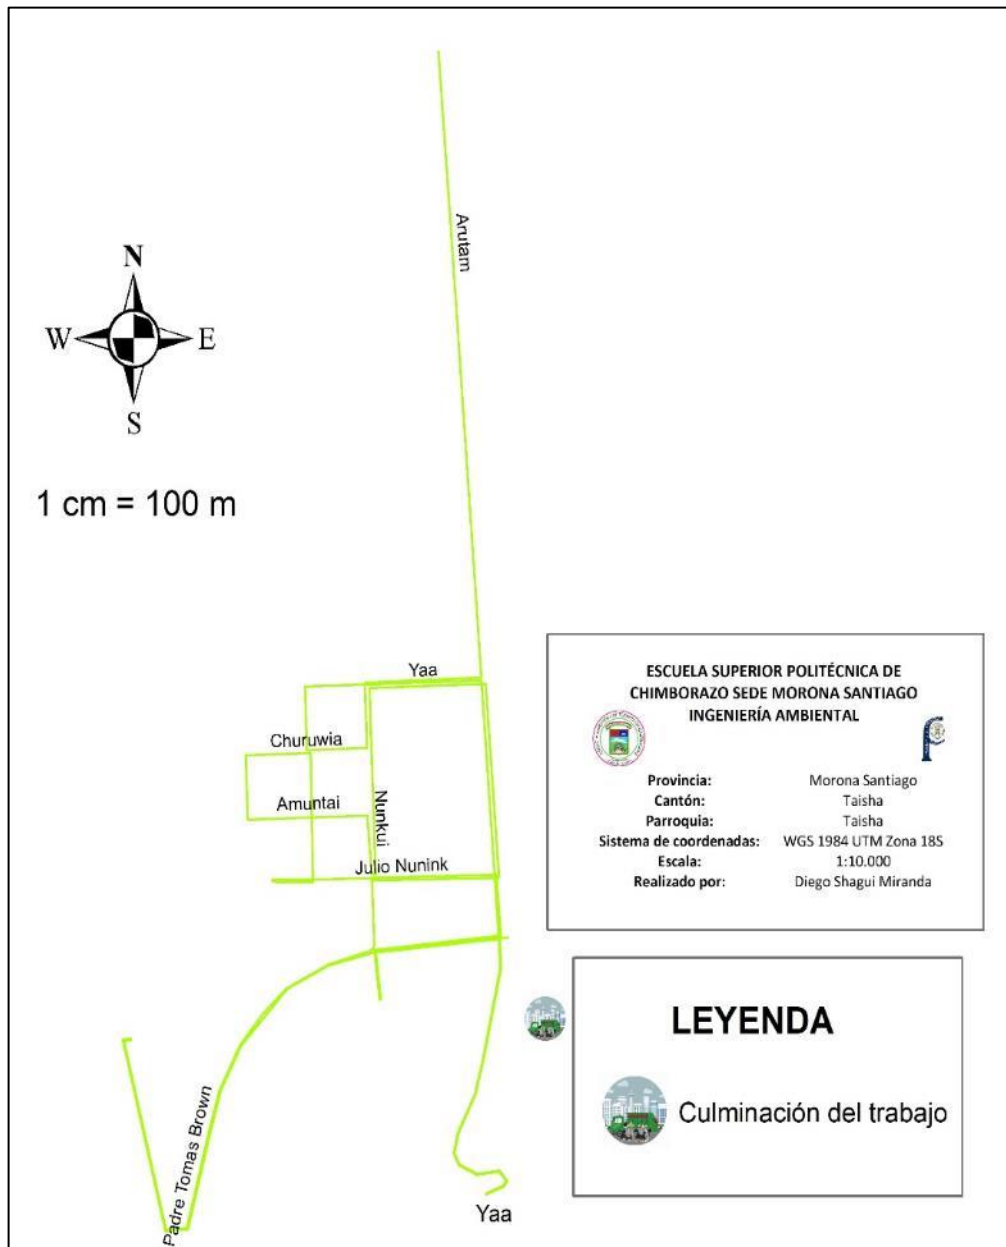 Arutam
N
W
E
S
1 cm = 100 m
Yaa
Churuwia
Amuntai
Nunkui
Julio Nunink
Padre Tomas Brown
Yaa
ESCUELA SUPERIOR POLITÉCNICA DE
CHIMBORAZO SEDE MORONA SANTIAGO
INGENIERÍA AMBIENTAL
Provincia: Morona Santiago
Cantón: Taisha
Parroquia: Taisha
Sistema de coordenadas: WGS 1984 UTM Zona 18S
Escala: 1:10.000
Realizado por: Diego Shagui Miranda
LEYENDA
Culminación del trabajo